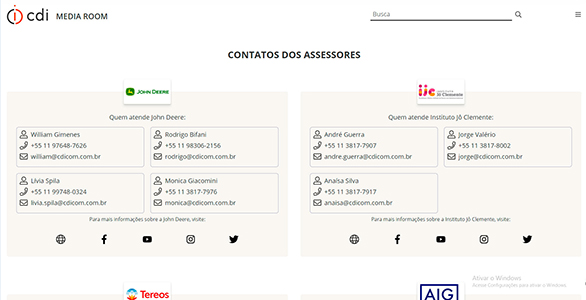 cdi MEDIA ROOM
Busca
CONTATOS DOS ASSESSORES
JOHN DEERE
Quem atende John Deere:
William Gimenes
+55 11 97648-7626
william@cdicom.com.br
Rodrigo Bifani
+55 11 98306-2156
rodrigo@cdicom.com.br
Livia Spila
+55 11 99748-0324
livia.spila@cdicom.com.br
Monica Giacomini
+55 11 3817-7976
monica@cdicom.com.br
Para mais informações sobre a John Deere, visite:
ijc
Jô Clemente
Quem atende Instituto Jô Clemente:
André Guerra
+55 11 3817-7907
andre.guerra@cdicom.com.br
Jorge Valério
+55 11 3817-8002
jorge@cdicom.com.br
Anaísa Silva
+55 11 3817-7917
anaisa@cdicom.com.br
Para mais informações sobre a Instituto Jô Clemente, visite:
Tereos
AIG
Ativar o Windows
Acesse Configurações para ativar o Windows.